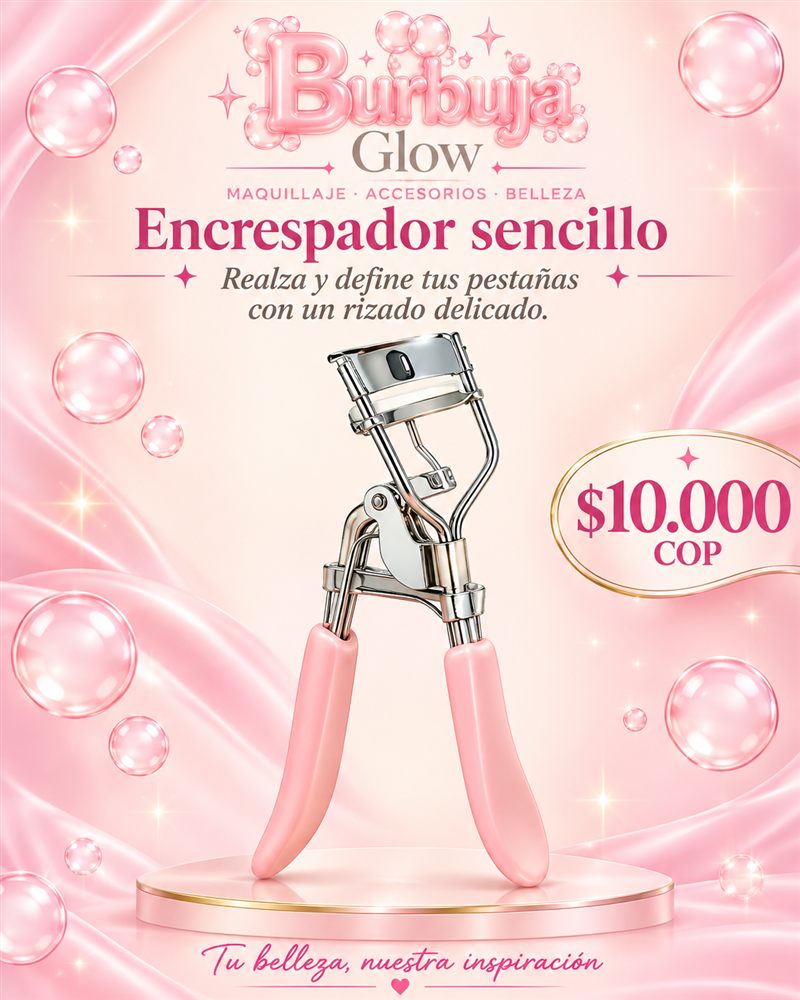 Burbuja
Glow
MAQUILLAJE · ACCESORIOS · BELLEZA
Encrespador sencillo
Realza y define tus pestañas
con un rizado delicado.
$10.000
COP
Tu belleza, nuestra inspiración